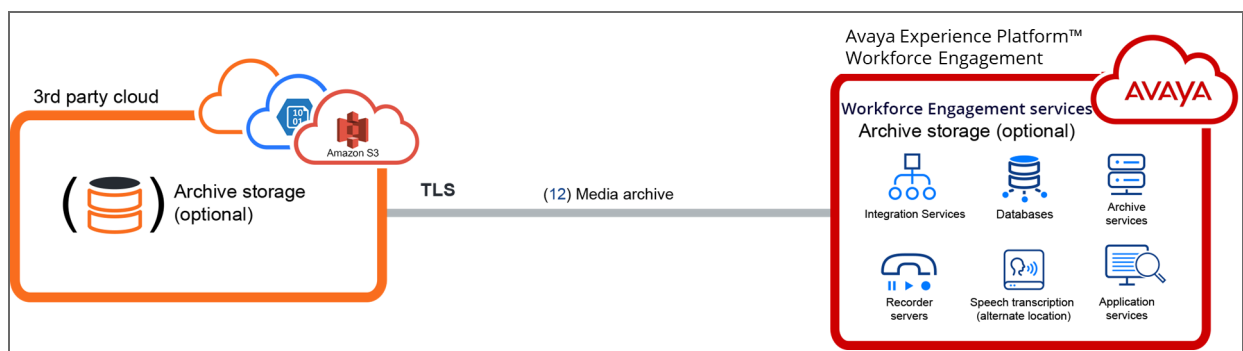 Avaya Experience Platform™
Workforce Engagement
AVAYA
3rd party cloud
10
01
Amazon S3
Archive storage
(optional)
TLS
(12) Media archive
Workforce Engagement services
Archive storage (optional)
Integration Services
Databases
Archive
services
Recorder
servers
Speech transcription
(alternate location)
Application
services